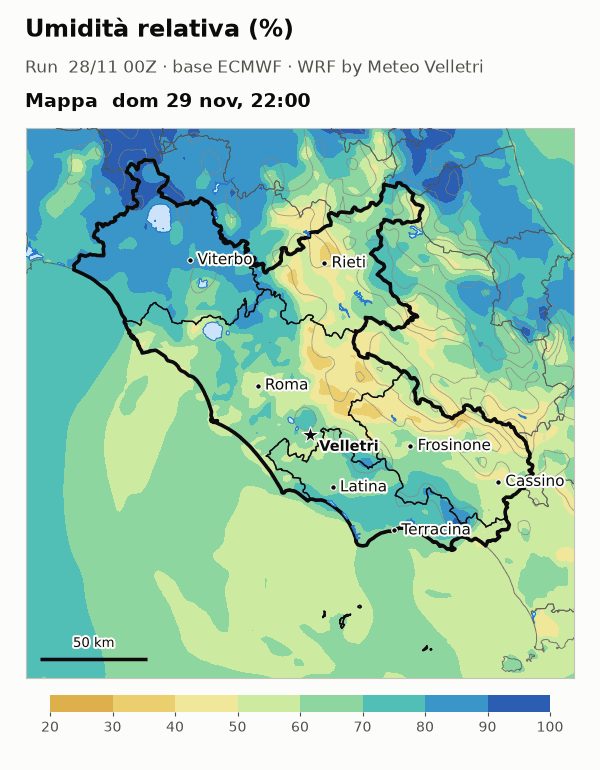 Umidità relativa (%)
Run 28/11 00Z · base ECMWF · WRF by Meteo Velletri
Mappa dom 29 nov, 22:00
Viterbo
Rieti
Roma
Velletri
Frosinone
Cassino
Latina
Terracina
50 km
20 30 40 50 60 70 80 90 100